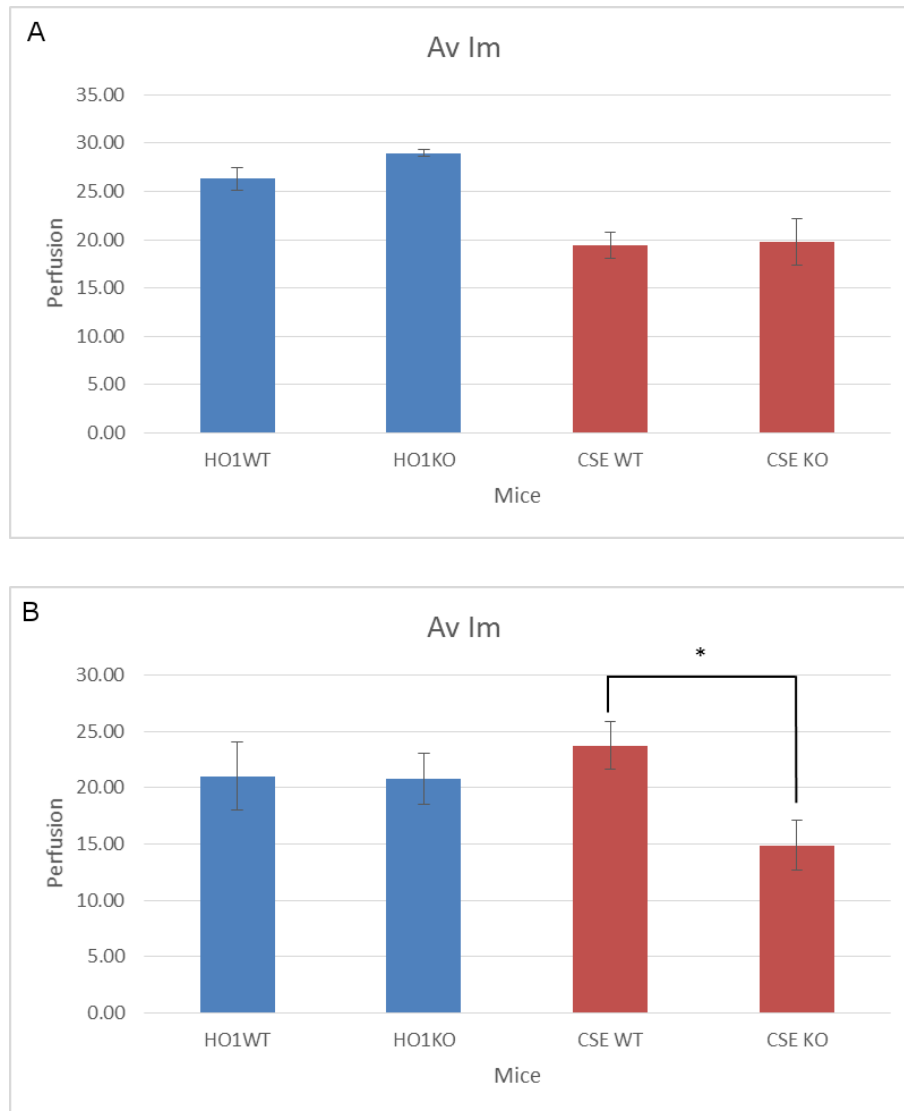 A
Av Im
35.00
30.00
25.00
20.00
15.00
10.00
5.00
0.00
Perfusion
HO1WT HO1KO CSE WT CSE KO
Mice
B
Av Im
*
30.00
25.00
20.00
15.00
10.00
5.00
0.00
Perfusion
HO1WT HO1KO CSE WT CSE KO
Mice